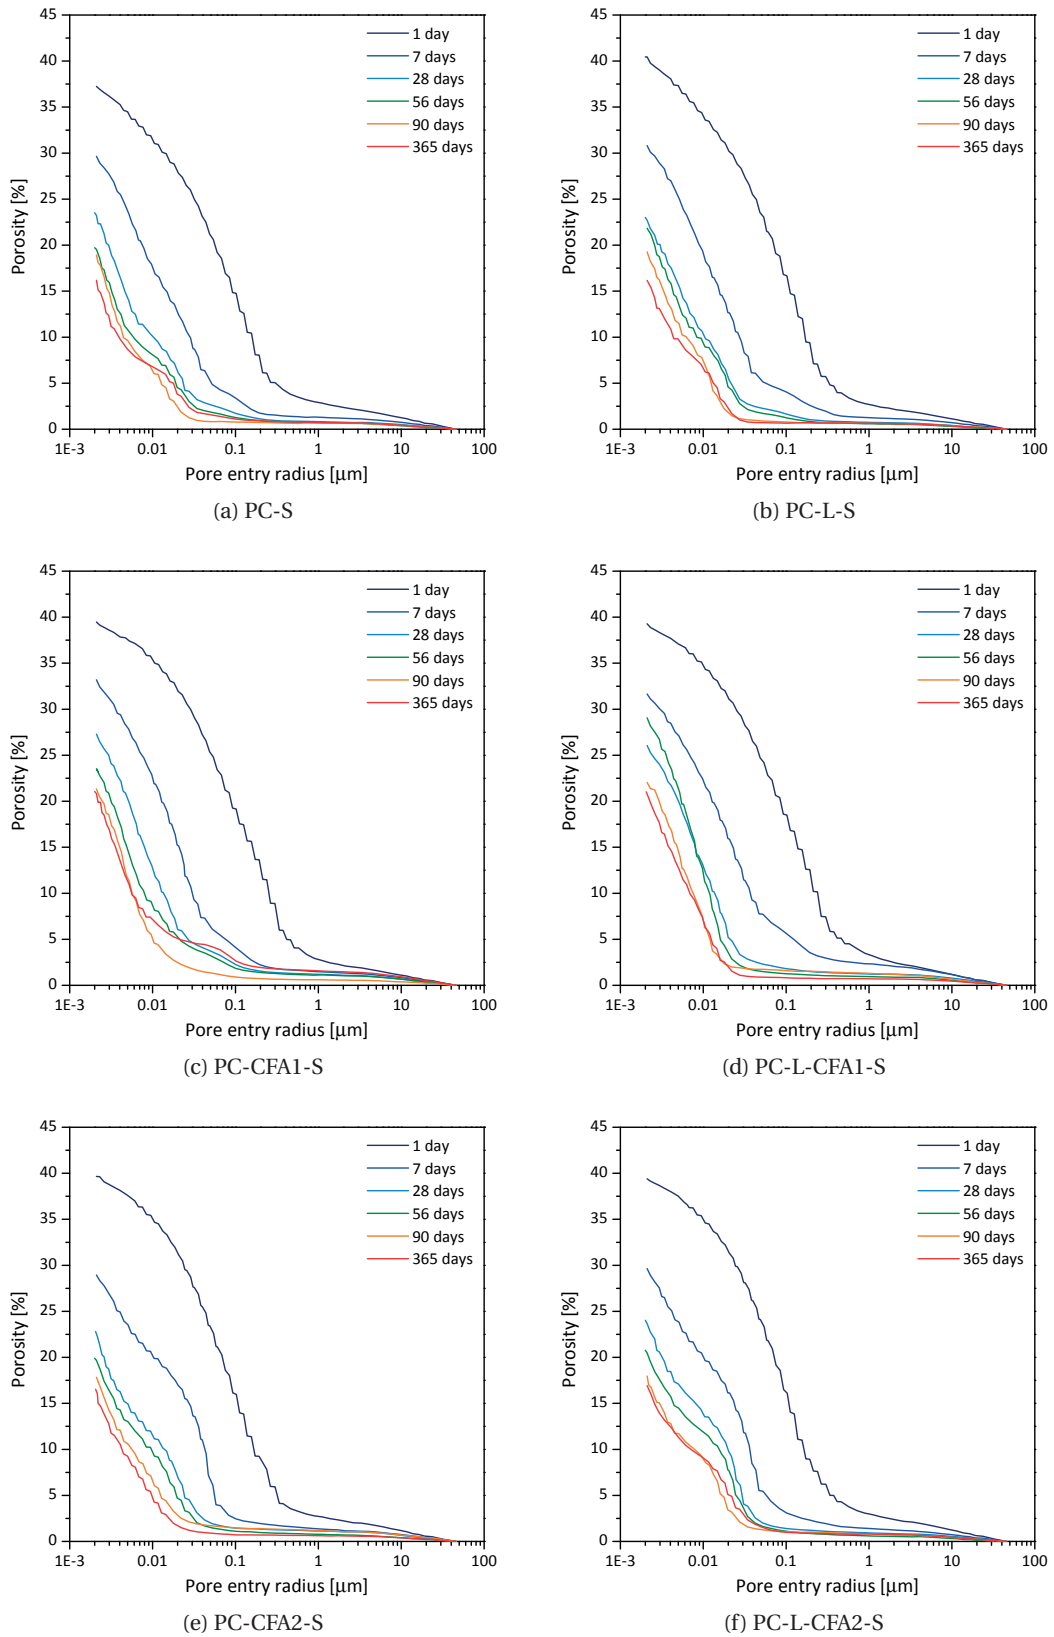 45
40
35
30
25
20
15
10
5
0
Porosity [%]
1 day
7 days
28 days
56 days
90 days
365 days
1E-3 0.01 0.1 1 10 100
Pore entry radius [µm]
(a) PC-S
45
40
35
30
25
20
15
10
5
0
Porosity [%]
1 day
7 days
28 days
56 days
90 days
365 days
1E-3 0.01 0.1 1 10 100
Pore entry radius [µm]
(b) PC-L-S
45
40
35
30
25
20
15
10
5
0
Porosity [%]
1 day
7 days
28 days
56 days
90 days
365 days
1E-3 0.01 0.1 1 10 100
Pore entry radius [µm]
(c) PC-CFA1-S
45
40
35
30
25
20
15
10
5
0
Porosity [%]
1 day
7 days
28 days
56 days
90 days
365 days
1E-3 0.01 0.1 1 10 100
Pore entry radius [µm]
(d) PC-L-CFA1-S
45
40
35
30
25
20
15
10
5
0
Porosity [%]
1 day
7 days
28 days
56 days
90 days
365 days
1E-3 0.01 0.1 1 10 100
Pore entry radius [µm]
(e) PC-CFA2-S
45
40
35
30
25
20
15
10
5
0
Porosity [%]
1 day
7 days
28 days
56 days
90 days
365 days
1E-3 0.01 0.1 1 10 100
Pore entry radius [µm]
(f) PC-L-CFA2-S